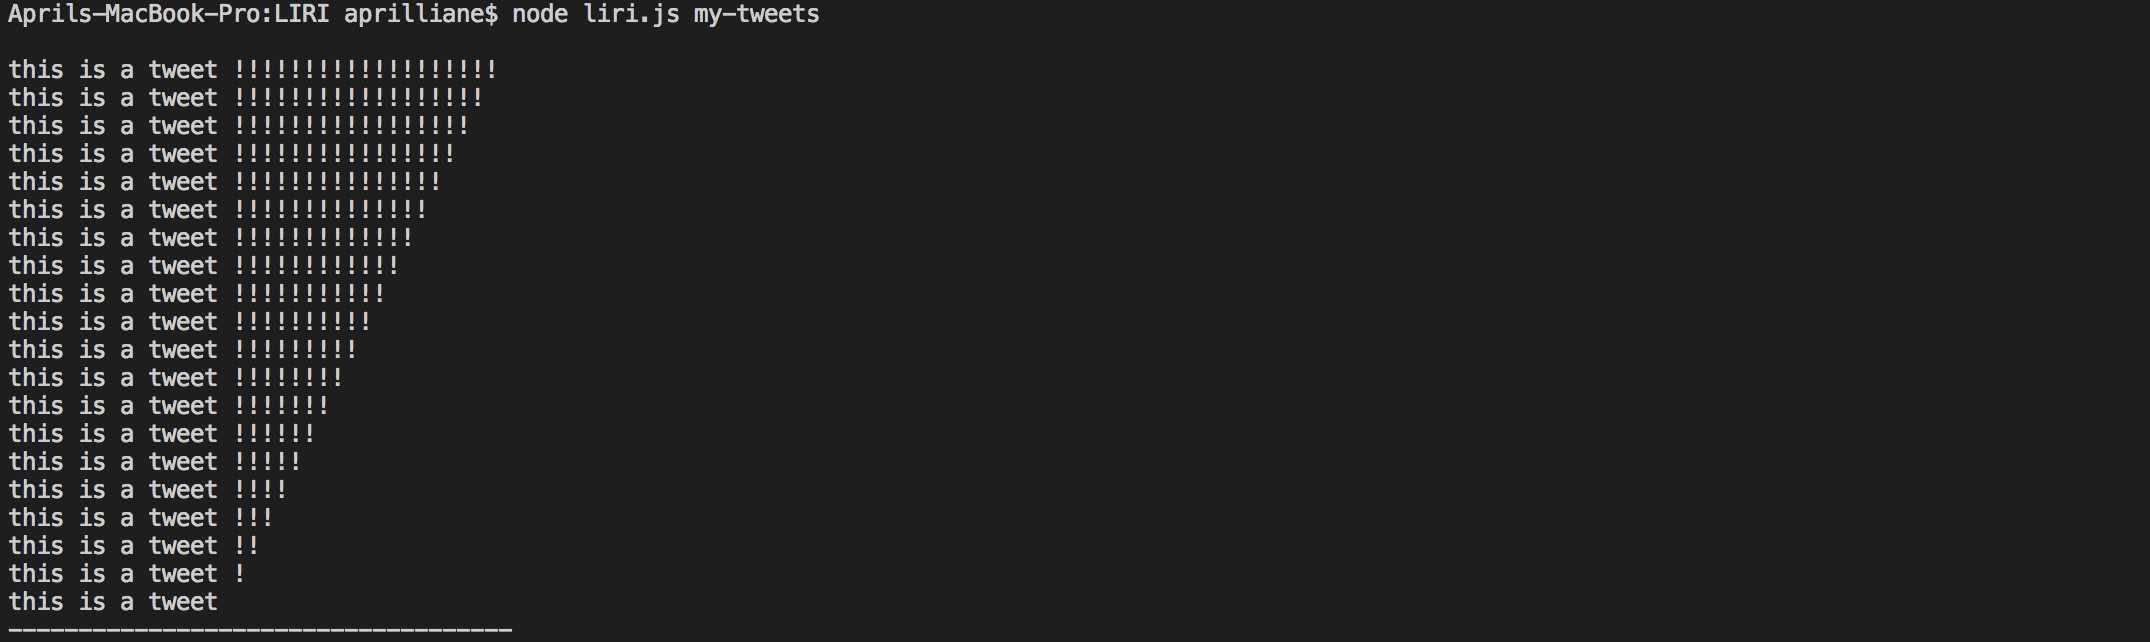 Aprils-MacBook-Pro:LIRI aprilliane$ node liri.js my-tweets
this is a tweet !!!!!!!!!!!!!!!!!!!
this is a tweet !!!!!!!!!!!!!!!!!!
this is a tweet !!!!!!!!!!!!!!!!!
this is a tweet !!!!!!!!!!!!!!!!
this is a tweet !!!!!!!!!!!!!!!
this is a tweet !!!!!!!!!!!!!!
this is a tweet !!!!!!!!!!!!!
this is a tweet !!!!!!!!!!!!
this is a tweet !!!!!!!!!!!
this is a tweet !!!!!!!!!!
this is a tweet !!!!!!!!!
this is a tweet !!!!!!!!
this is a tweet !!!!!!!
this is a tweet !!!!!!
this is a tweet !!!!!
this is a tweet !!!!
this is a tweet !!!
this is a tweet !!
this is a tweet !
this is a tweet
------------------------------------